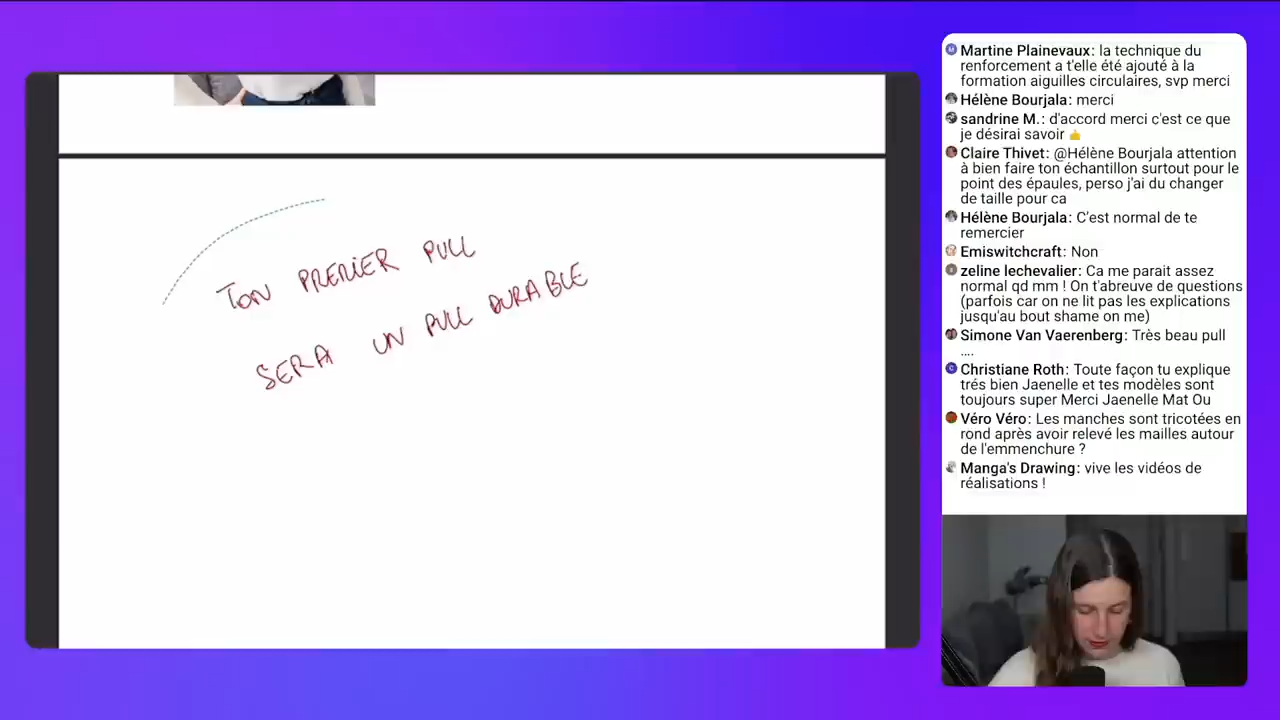 TON PREMIER PULL
SERA UN PULL DURABLE
Martine Plainevaux: la technique du
renforcement a t'elle été ajouté à la
formation aiguilles circulaires, svp merci
Hélène Bourjala: merci
sandrine M.: d'accord merci c'est ce que
je désirai savoir 👍
Claire Thivet: @Hélène Bourjala attention
à bien faire ton échantillon surtout pour le
point des épaules, perso j’ai du changer
de taille pour ca
Hélène Bourjala: C’est normal de te
remercier
Emiswitchcraft: Non
zeline lechevalier: Ca me parait assez
normal qd mm ! On t'abreuve de questions
(parfois car on ne lit pas les explications
jusqu'au bout shame on me)
Simone Van Vaerenberg: Très beau pull
....
Christiane Roth: Toute façon tu explique
trés bien Jaenelle et tes modèles sont
toujours super Merci Jaenelle Mat Ou
Véro Véro: Les manches sont tricotées en
rond après avoir relevé les mailles autour
de l'emmenchure ?
Manga's Drawing: vive les vidéos de
réalisations !